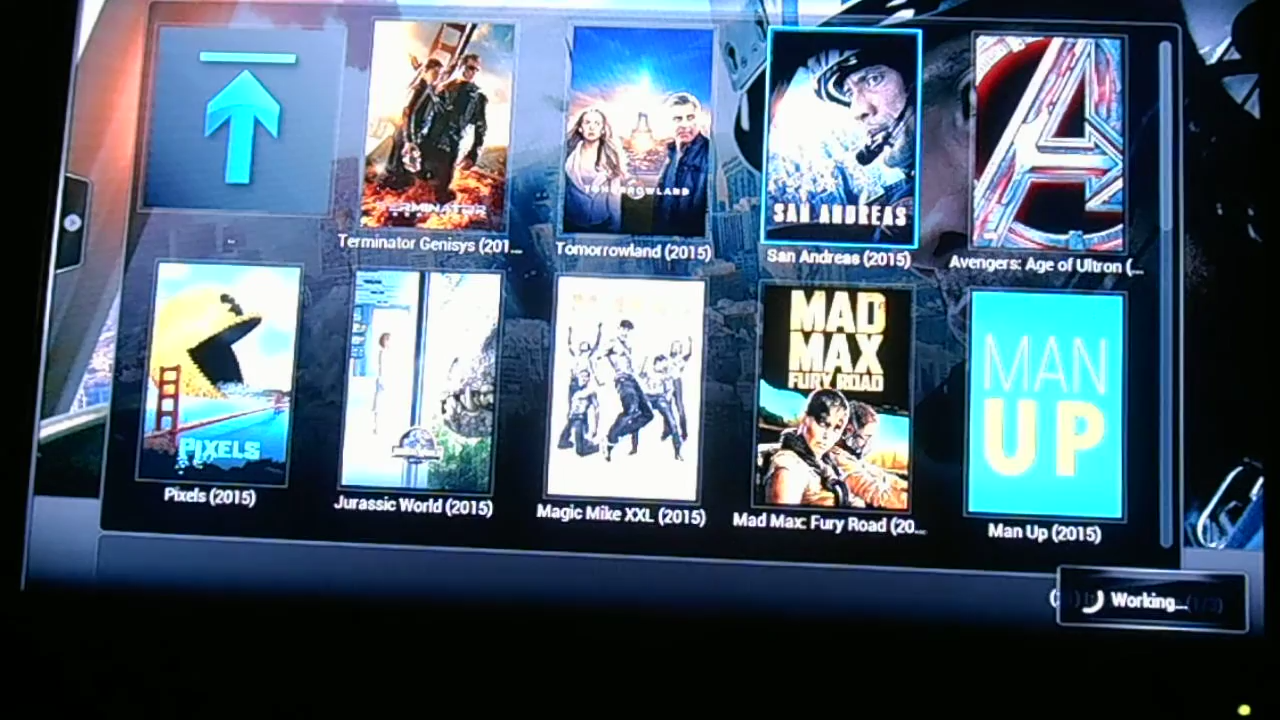 TERMINATOR
TOMORROWLAND
SAN ANDREAS
..
Terminator Genisys (201...
Tomorrowland (2015)
San Andreas (2015)
Avengers: Age of Ultron (...
PIXELS
MAD
MAX
FURY ROAD
MAN
UP
Pixels (2015)
Jurassic World (2015)
Magic Mike XXL (2015)
Mad Max: Fury Road (20...
Man Up (2015)
Working...